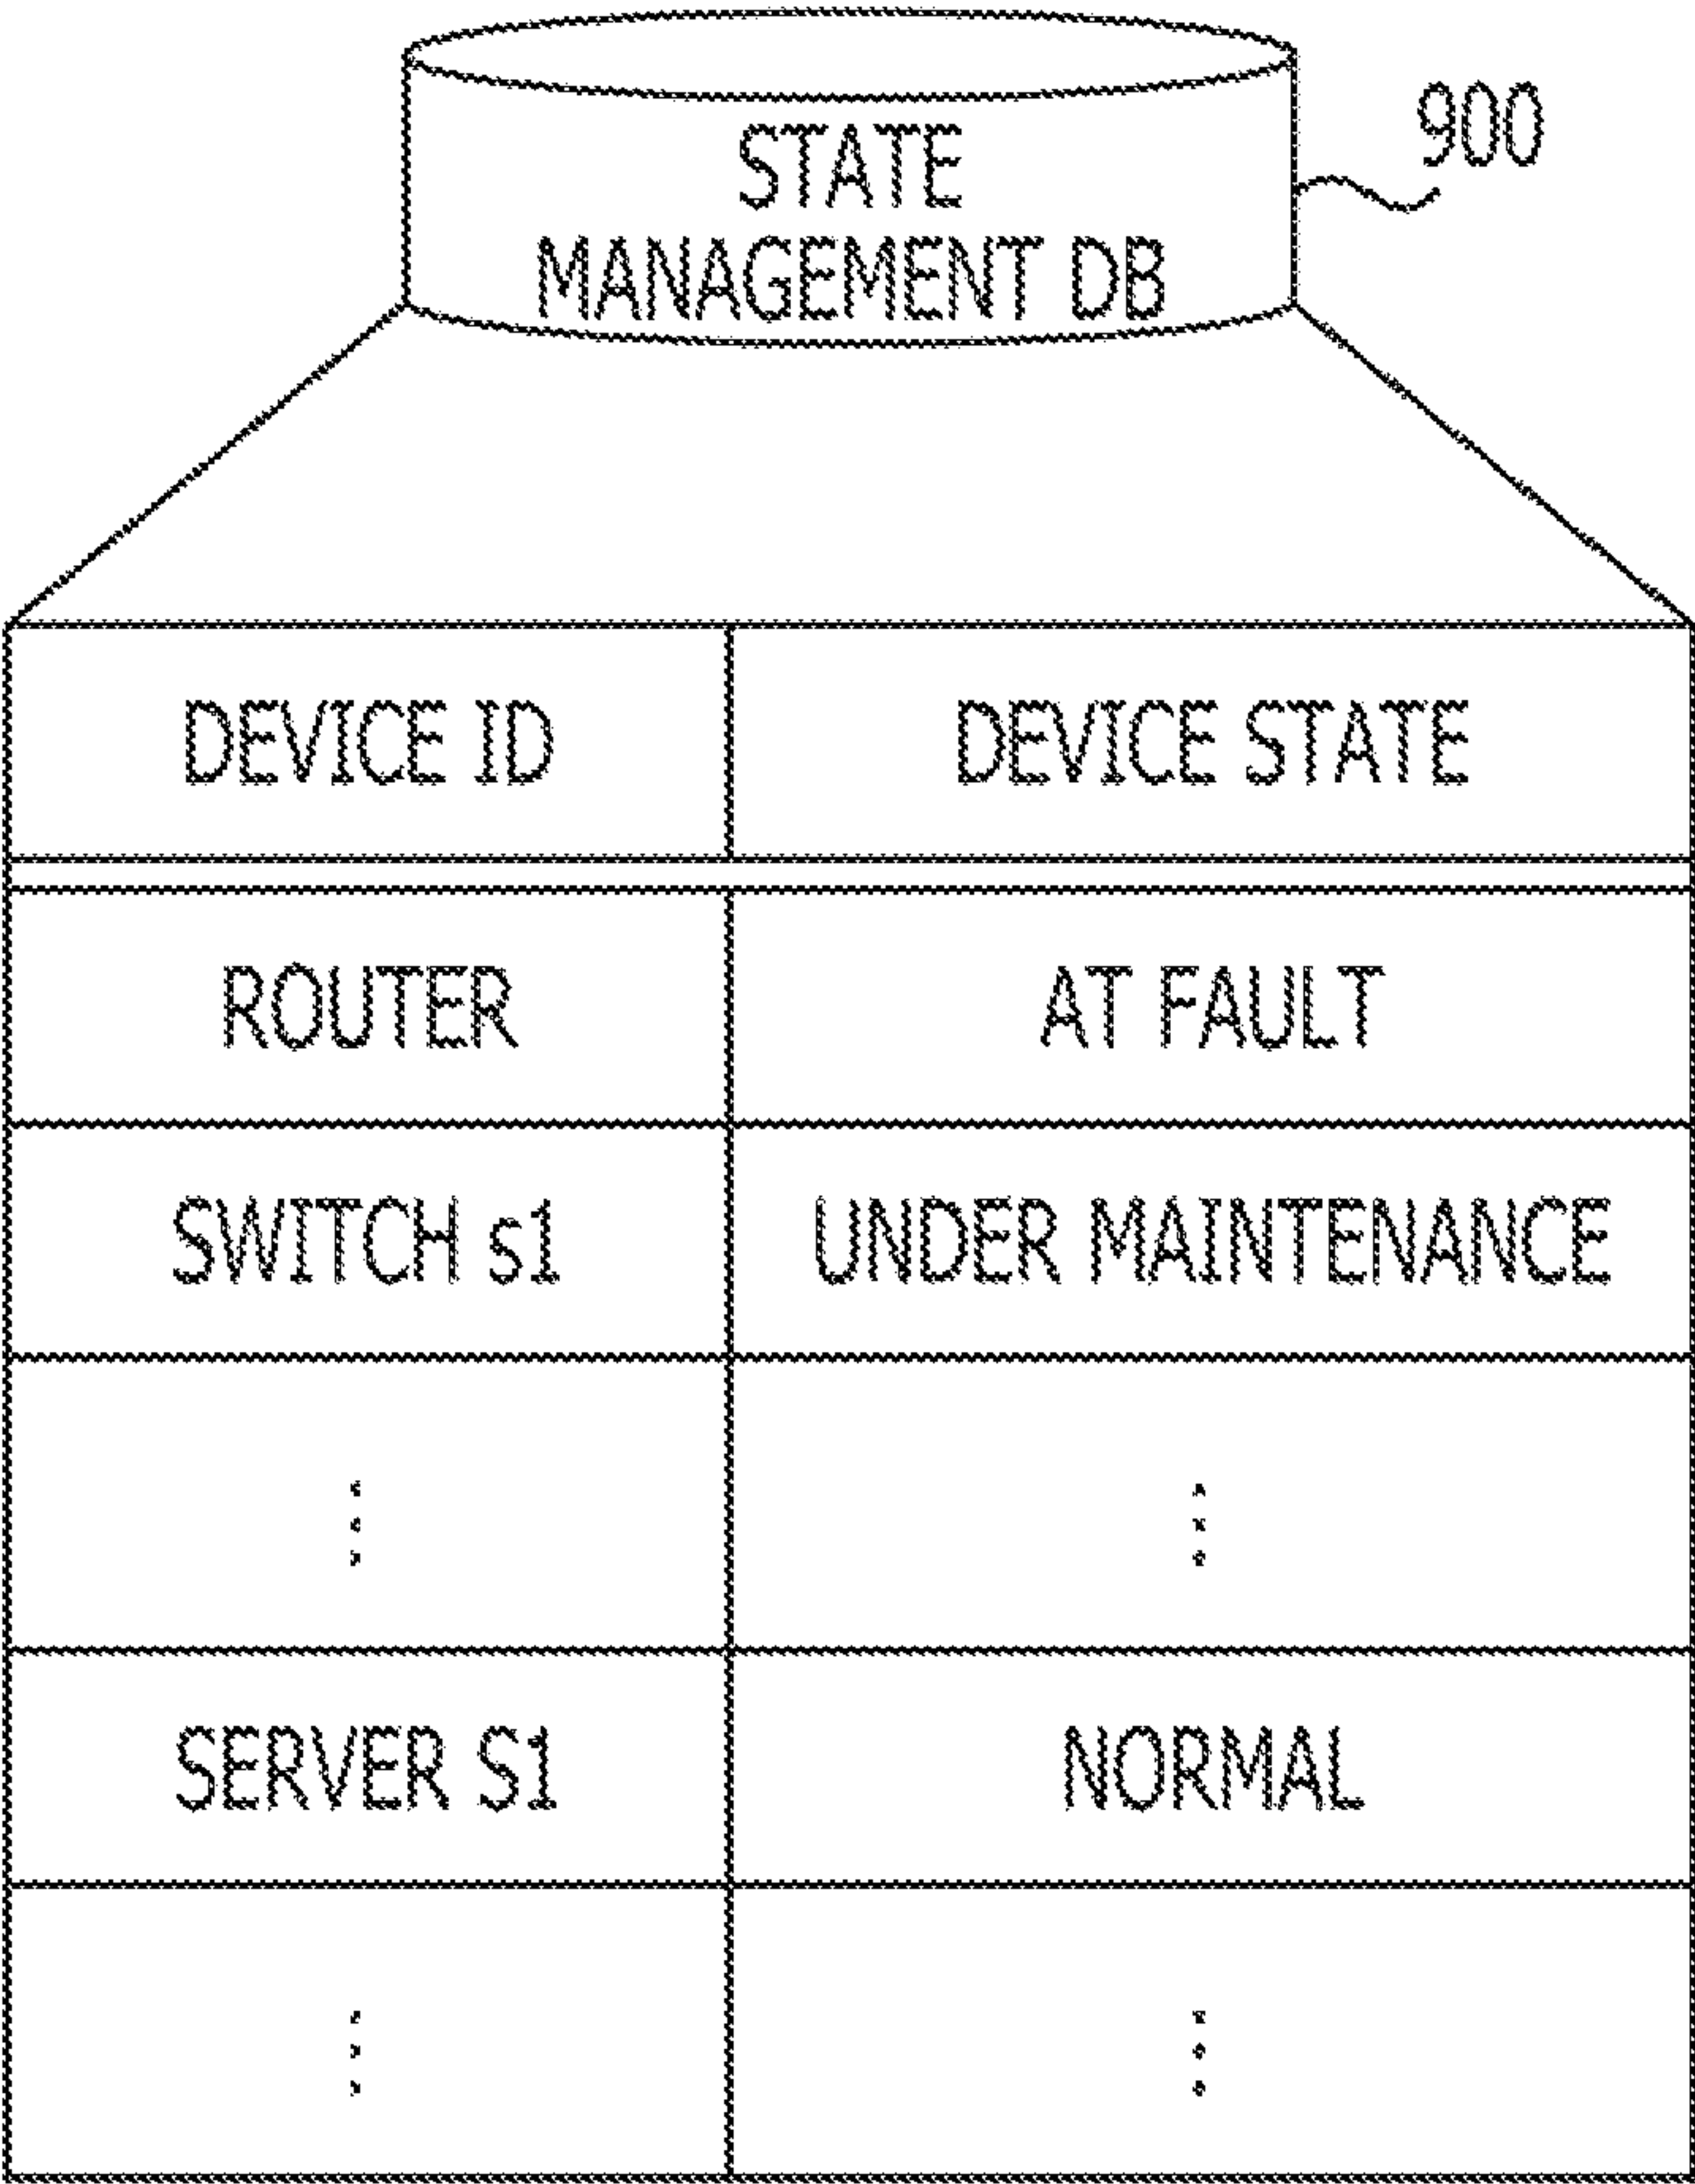 STATE
MANAGEMENT DB
900
DEVICE ID DEVICE STATE
ROUTER AT FAULT
SWITCH s1 UNDER MAINTENANCE
⋮ ⋮
SERVER S1 NORMAL
⋮ ⋮